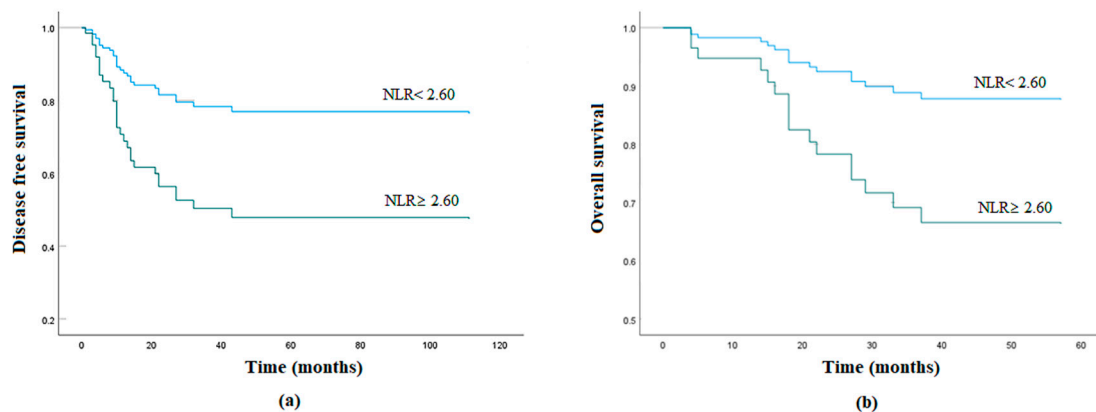 Disease free survival
1.0
0.8
0.6
0.4
0.2
NLR< 2.60
NLR≥ 2.60
0 20 40 60 80 100 120
Time (months)
(a)
Overall survival
1.0
0.9
0.8
0.7
0.6
0.5
NLR< 2.60
NLR≥ 2.60
0 10 20 30 40 50 60
Time (months)
(b)